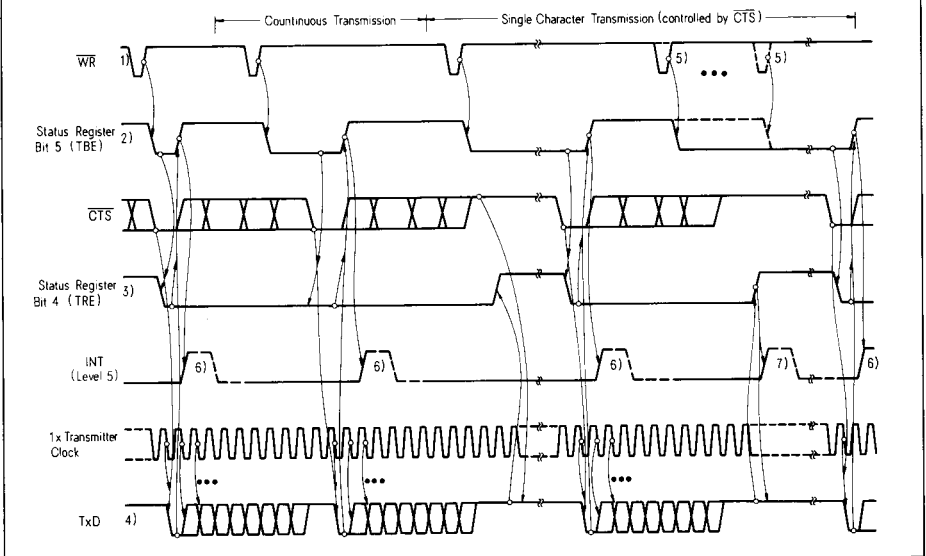 Countinuous Transmission
Single Character Transmission (controlled by CTS)
WR 1)
5)
5)
Status Register 2)
Bit 5 (TBE)
CTS
Status Register 3)
Bit 4 (TRE)
INT
(Level 5)
6)
6)
6)
7)
6)
1x Transmitter
Clock
TxD 4)